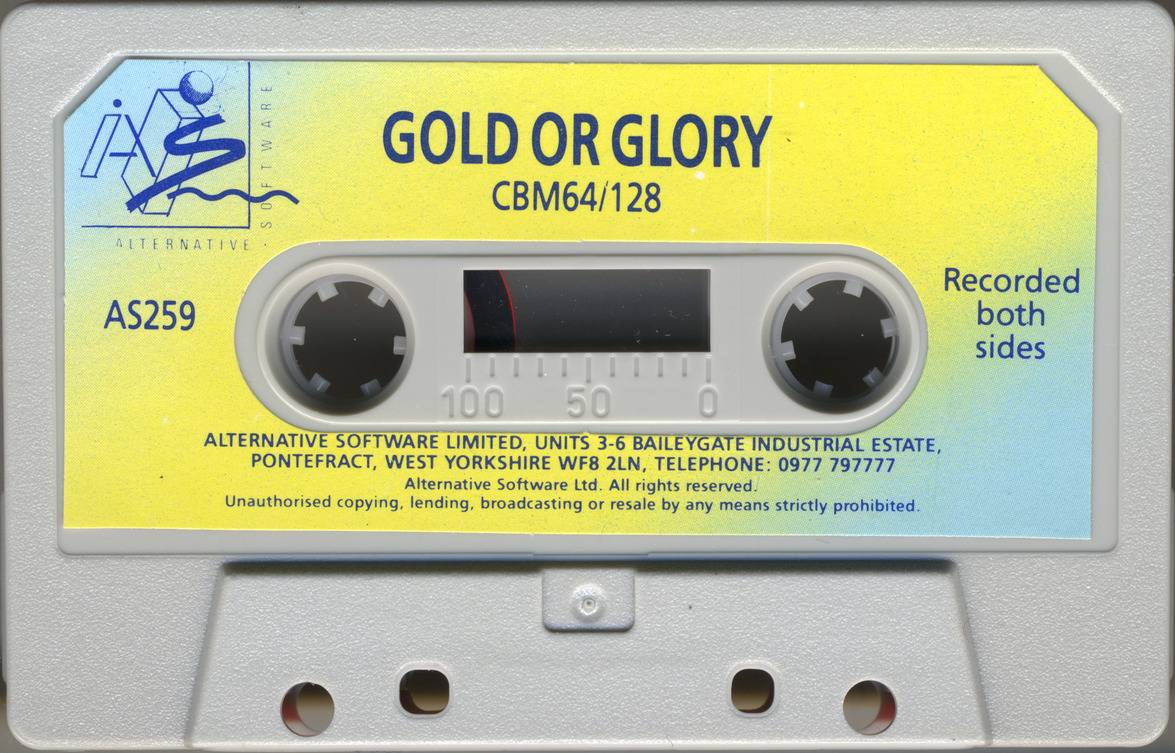 iAS
SOFTWARE
ALTERNATIVE ·
GOLD OR GLORY
CBM64/128
AS259
Recorded
both
sides
100 50 0
ALTERNATIVE SOFTWARE LIMITED, UNITS 3-6 BAILEYGATE INDUSTRIAL ESTATE,
PONTEFRACT, WEST YORKSHIRE WF8 2LN, TELEPHONE: 0977 797777
Alternative Software Ltd. All rights reserved.
Unauthorised copying, lending, broadcasting or resale by any means strictly prohibited.